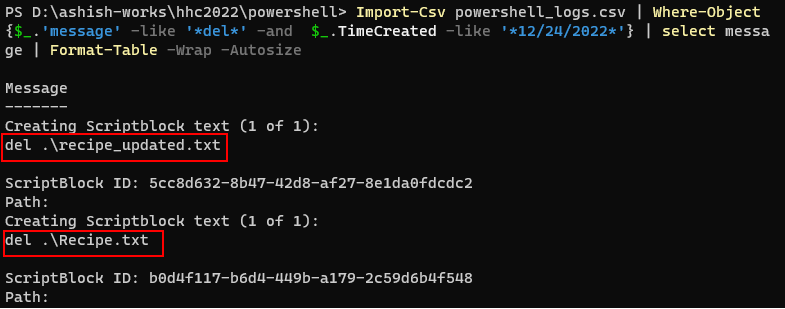 PS D:\ashish-works\hhc2022\powershell> Import-Csv powershell_logs.csv | Where-Object
{$_.'message' -like '*del*' -and  $_.TimeCreated -like '*12/24/2022*'} | select messa
ge | Format-Table -Wrap -Autosize
Message
-------
Creating Scriptblock text (1 of 1):
del .\recipe_updated.txt
ScriptBlock ID: 5cc8d632-8b47-42d8-af27-8e1da0fdcdc2
Path:
Creating Scriptblock text (1 of 1):
del .\Recipe.txt
ScriptBlock ID: b0d4f117-b6d4-449b-a179-2c59d6b4f548
Path: